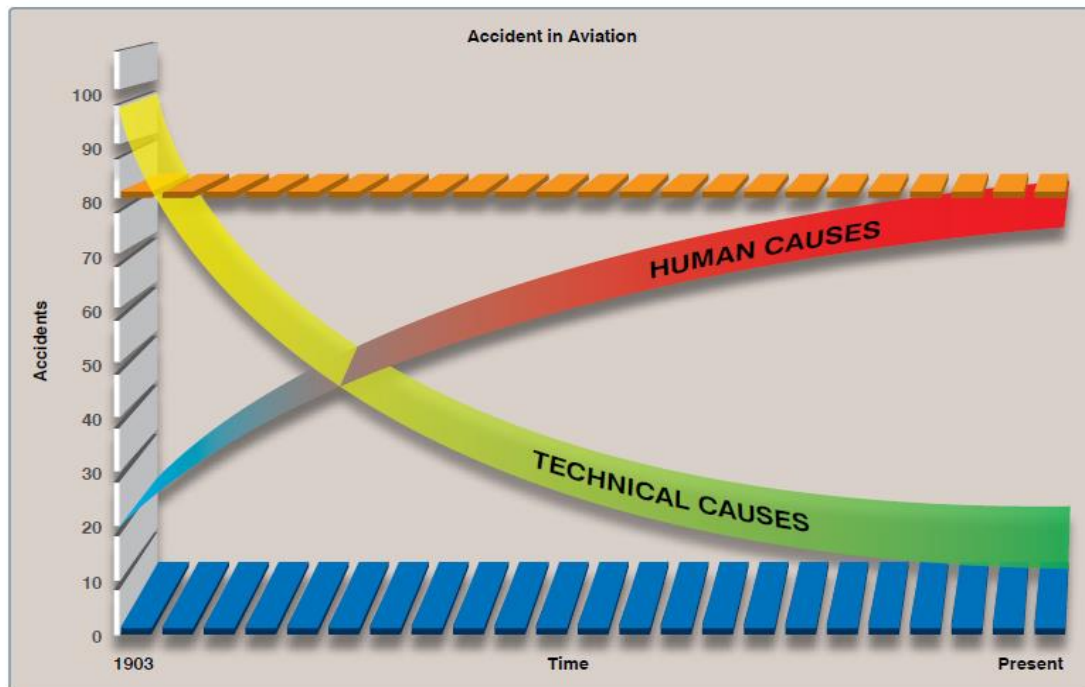 Accident in Aviation
100
90
80
70
60
50
40
30
20
10
0
Accidents
HUMAN CAUSES
TECHNICAL CAUSES
1903
Time
Present